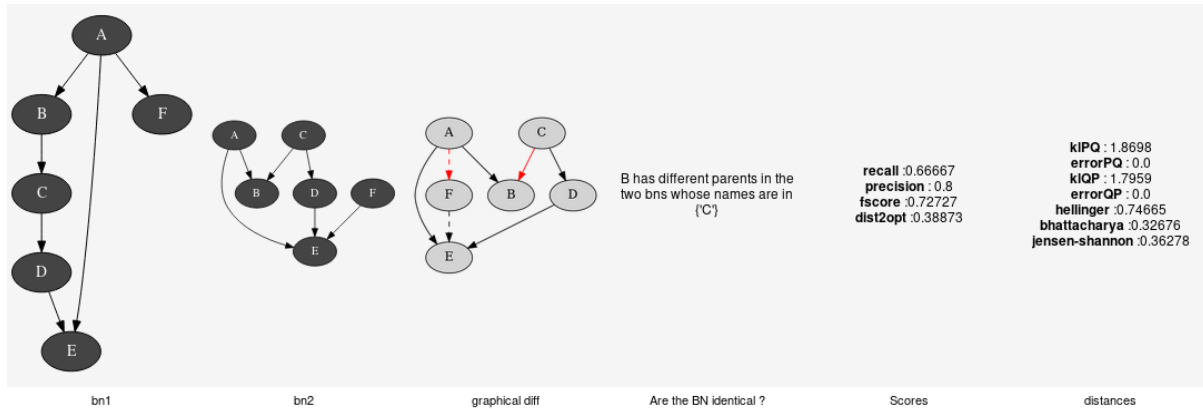 A
B
F
C
D
E
A
C
B
D
F
E
A
C
F
B
D
E
B has different parents in the
two bns whose names are in
{'C'}
recall :0.66667
precision : 0.8
fscore : 0.72727
dist2opt :0.38873
klPQ : 1.8698
errorPQ : 0.0
klQP : 1.7959
errorQP : 0.0
hellinger : 0.74665
bhattacharya : 0.32676
jensen-shannon :0.36278
bn1
bn2
graphical diff
Are the BN identical ?
Scores
distances